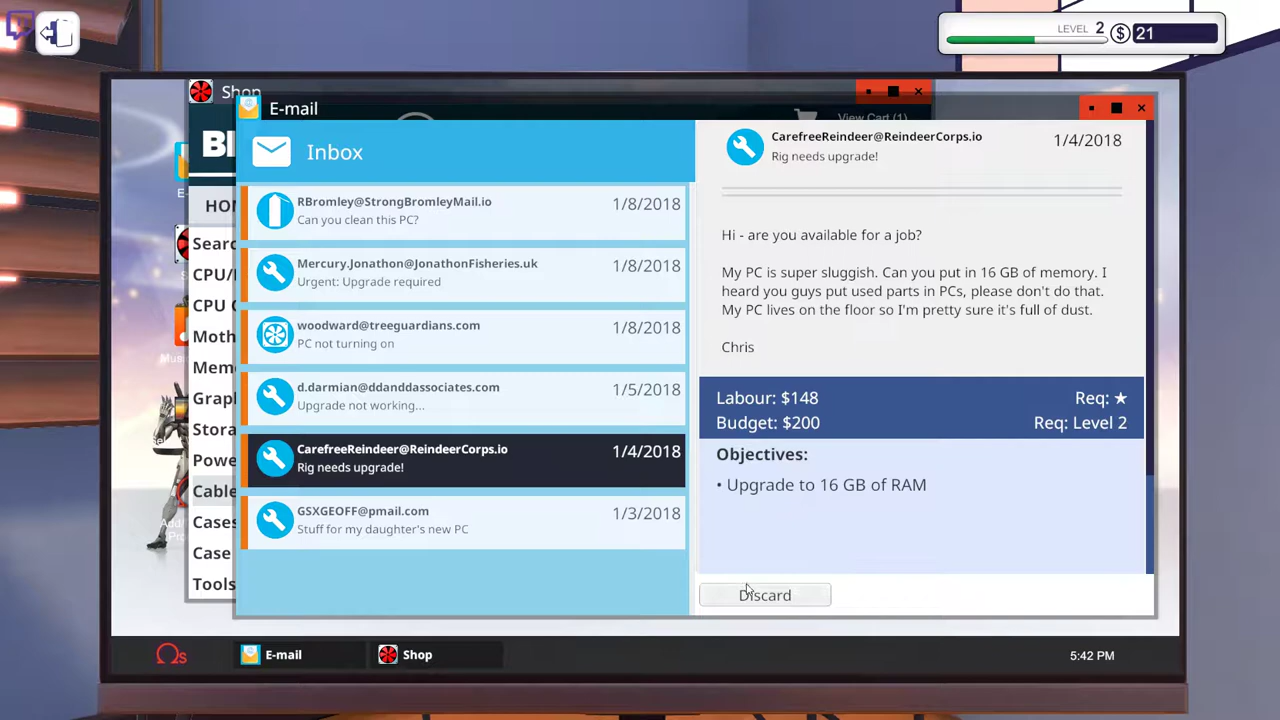 LEVEL 2
$ 21
Shop
View Cart (1)
E-mail
BI
Inbox
HO
Searc
CPU/
CPU C
Moth
Mem
Grap
Stora
Powe
Cable
Cases
Case
Tools
RBromley@StrongBromleyMail.io 1/8/2018
Can you clean this PC?
Mercury.Jonathon@JonathonFisheries.uk 1/8/2018
Urgent: Upgrade required
woodward@treeguardians.com 1/8/2018
PC not turning on
d.darmian@ddanddassociates.com 1/5/2018
Upgrade not working...
CarefreeReindeer@ReindeerCorps.io 1/4/2018
Rig needs upgrade!
GSXGEOFF@pmail.com 1/3/2018
Stuff for my daughter's new PC
CarefreeReindeer@ReindeerCorps.io 1/4/2018
Rig needs upgrade!
Hi - are you available for a job?
My PC is super sluggish. Can you put in 16 GB of memory. I
heard you guys put used parts in PCs, please don't do that.
My PC lives on the floor so I'm pretty sure it's full of dust.
Chris
Labour: $148 Req: ★
Budget: $200 Req: Level 2
Objectives:
• Upgrade to 16 GB of RAM
Discard
Ωs E-mail Shop 5:42 PM